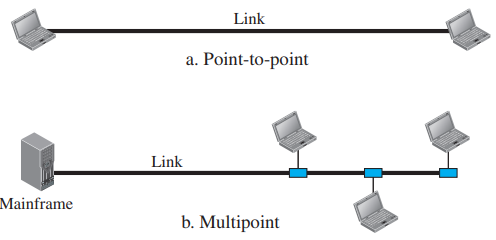 Link
a. Point-to-point
Link
Mainframe
b. Multipoint